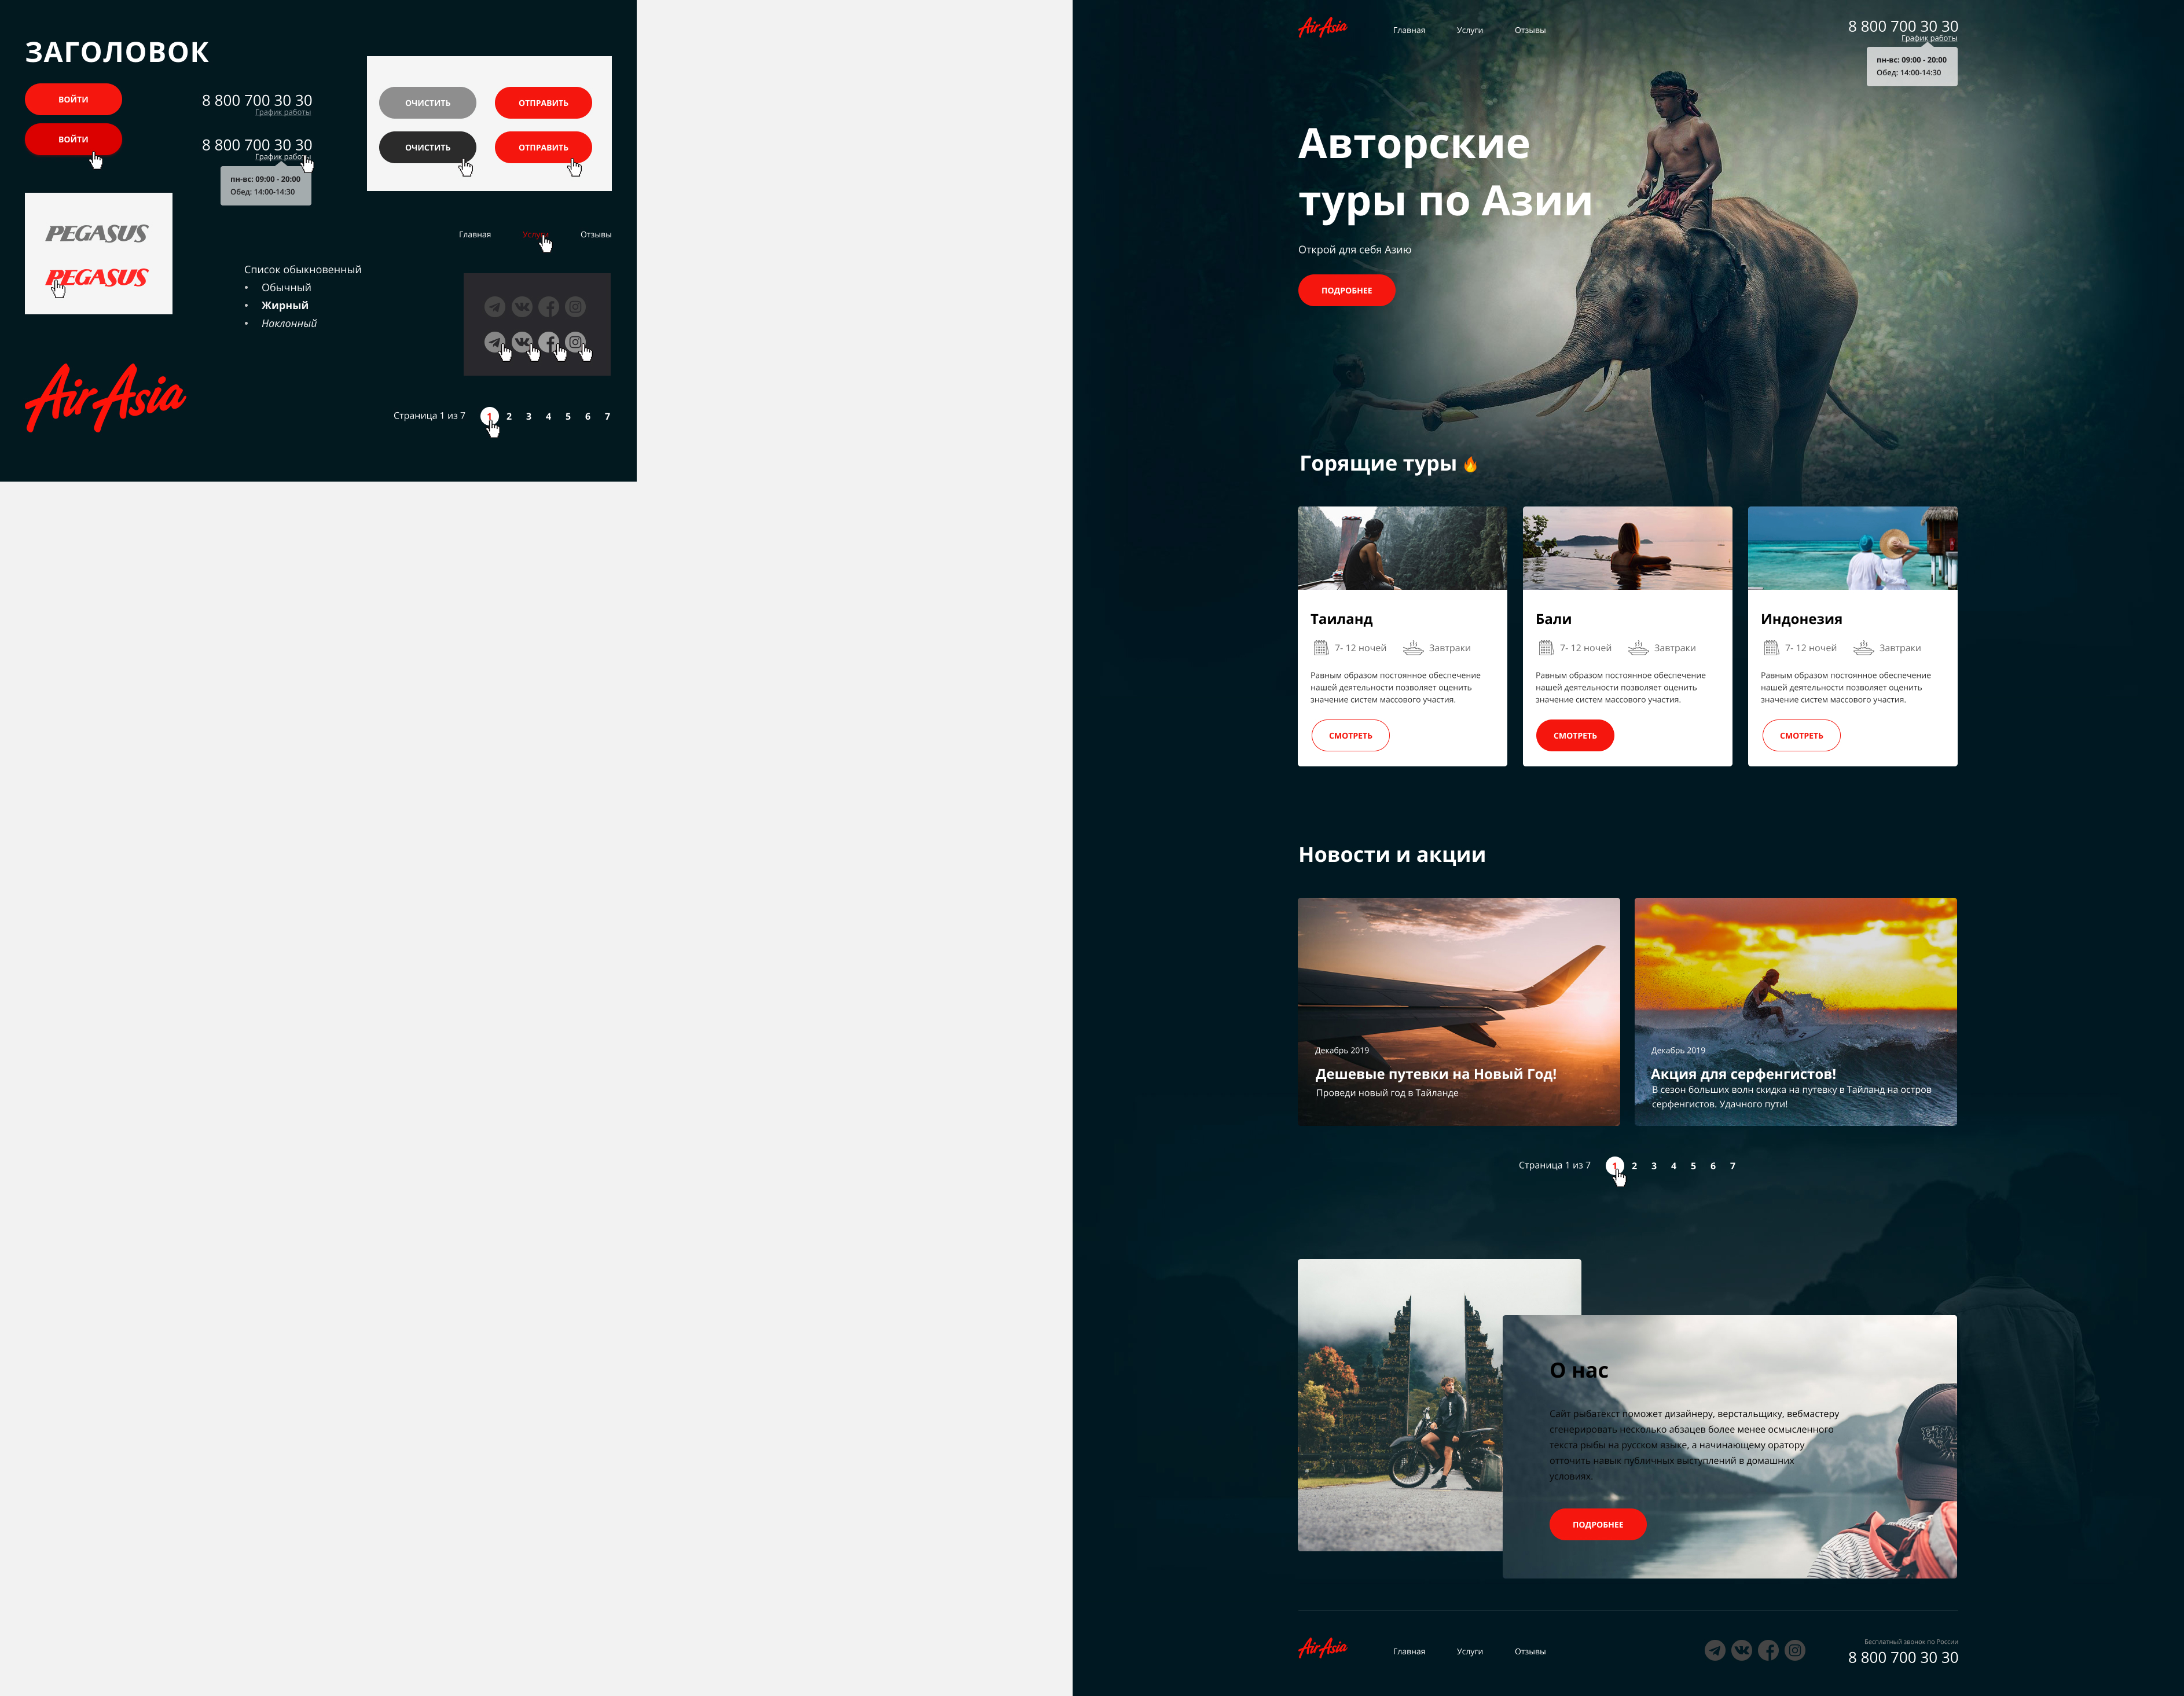 ЗАГОЛОВОК
ВОЙТИ
ВОЙТИ
8 800 700 30 30
График работы
8 800 700 30 30
График работы
пн-вс: 09:00 - 20:00
Обед: 14:00-14:30
ОЧИСТИТЬ
ОТПРАВИТЬ
ОЧИСТИТЬ
ОТПРАВИТЬ
PEGASUS
PEGASUS
Главная
Услуги
Отзывы
Список обыкновенный
• Обычный
• Жирный
• Наклонный
AirAsia
Страница 1 из 7
1 2 3 4 5 6 7
AirAsia
Главная
Услуги
Отзывы
8 800 700 30 30
График работы
пн-вс: 09:00 - 20:00
Обед: 14:00-14:30
Авторские
туры по Азии
Открой для себя Азию
ПОДРОБНЕЕ
Горящие туры
Таиланд
7- 12 ночей
Завтраки
Равным образом постоянное обеспечение
нашей деятельности позволяет оценить
значение систем массового участия.
СМОТРЕТЬ
Бали
7- 12 ночей
Завтраки
Равным образом постоянное обеспечение
нашей деятельности позволяет оценить
значение систем массового участия.
СМОТРЕТЬ
Индонезия
7- 12 ночей
Завтраки
Равным образом постоянное обеспечение
нашей деятельности позволяет оценить
значение систем массового участия.
СМОТРЕТЬ
Новости и акции
Декабрь 2019
Дешевые путевки на Новый Год!
Проведи новый год в Тайланде
Декабрь 2019
Акция для серфенгистов!
В сезон больших волн скидка на путевку в Тайланд на остров
серфенгистов. Удачного пути!
Страница 1 из 7
1 2 3 4 5 6 7
О нас
Сайт рыбатекст поможет дизайнеру, верстальщику, вебмастеру
сгенерировать несколько абзацев более менее осмысленного
текста рыбы на русском языке, а начинающему оратору
отточить навык публичных выступлений в домашних
условиях.
ПОДРОБНЕЕ
AirAsia
Главная
Услуги
Отзывы
Бесплатный звонок по России
8 800 700 30 30